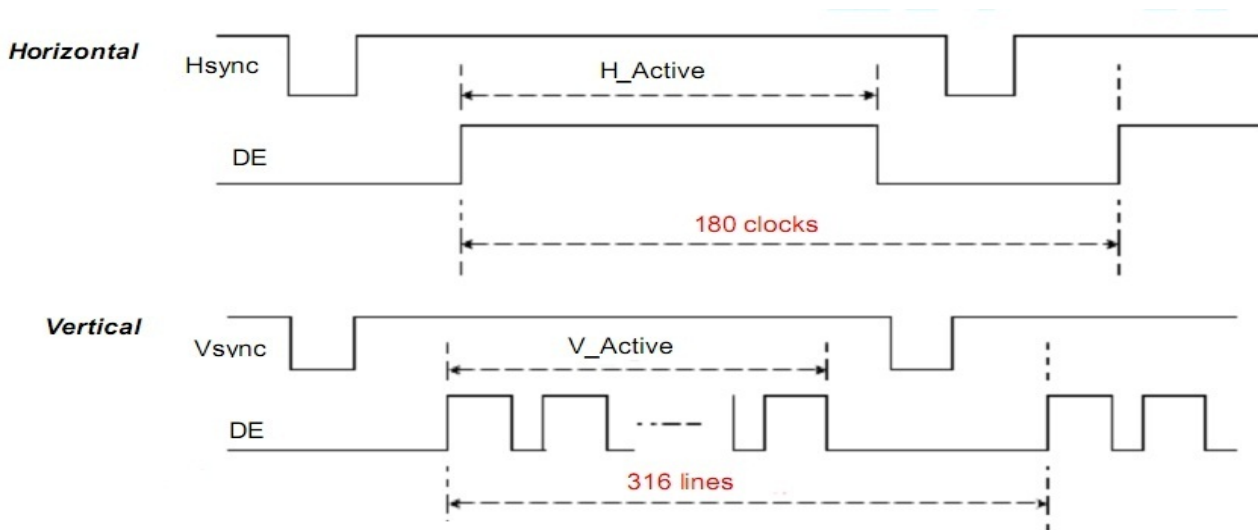 Horizontal
Hsync
H_Active
DE
180 clocks
Vertical
Vsync
V_Active
DE
316 lines